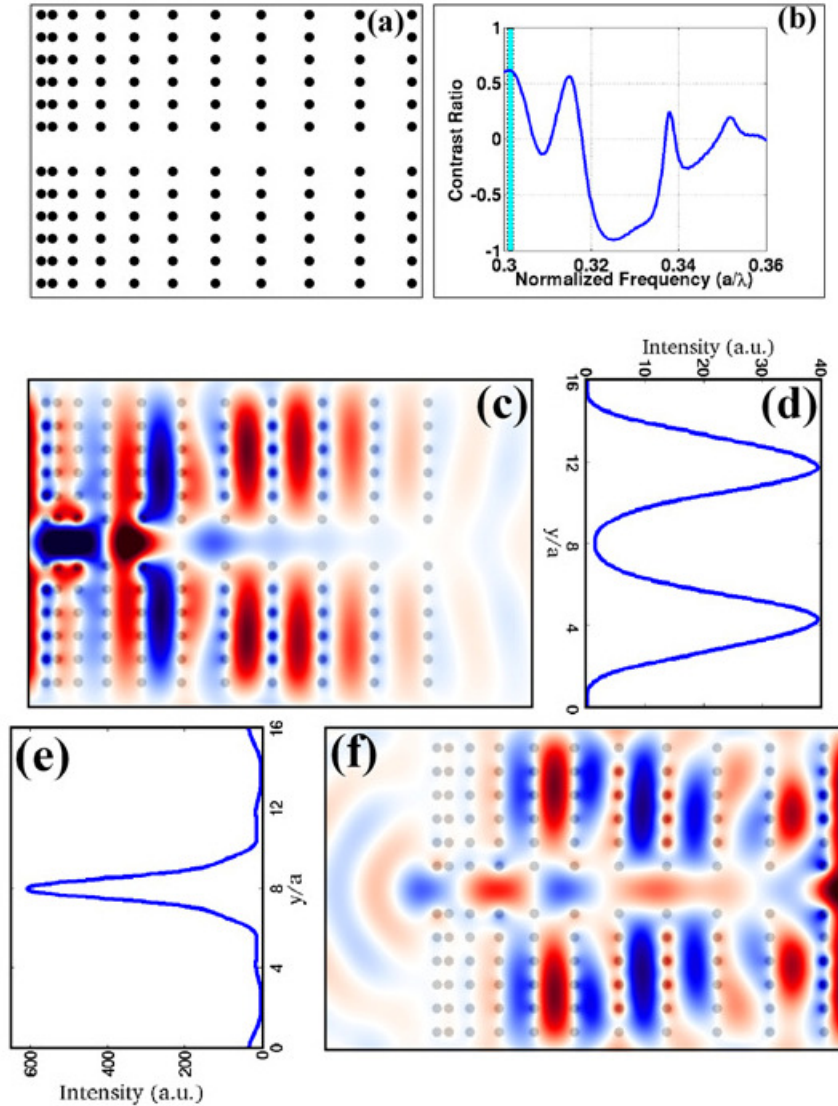 (a)
(b)
1
0.5
0
-0.5
-1
Contrast Ratio
0.3
0.32
0.34
0.36
Normalized Frequency (a/λ)
(c)
Intensity (a.u.)
0
10
20
30
40
(d)
16
12
8
4
0
y/a
(e)
16
12
8
4
0
y/a
600
400
200
0
Intensity (a.u.)
(f)